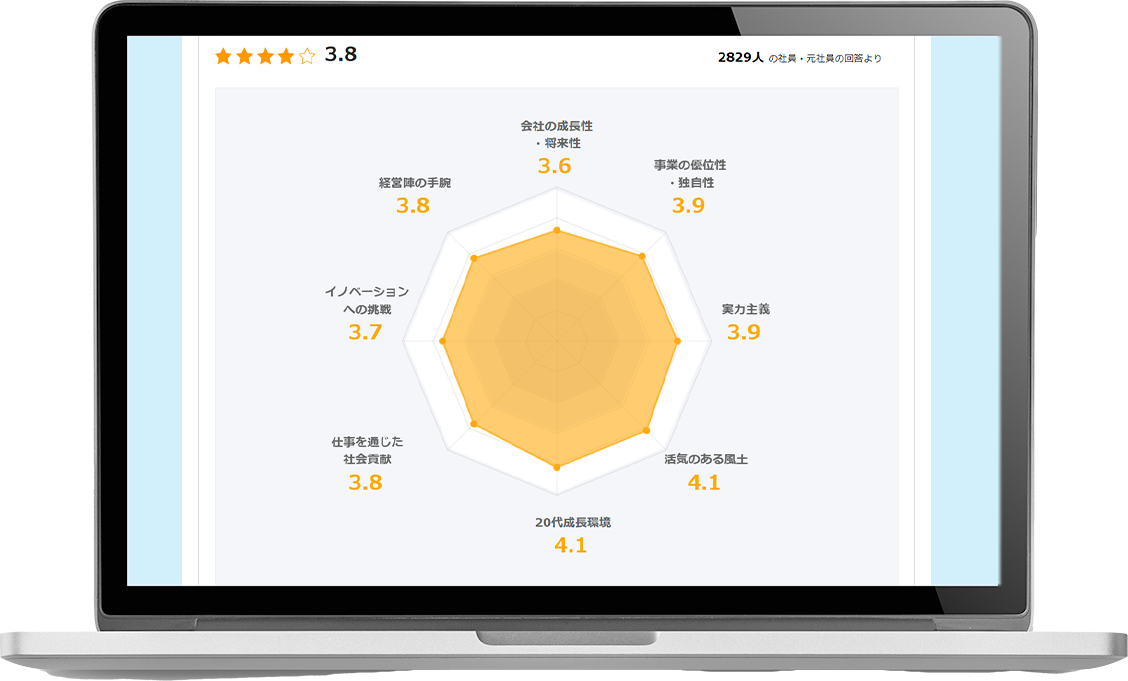 3.8
2829人 の社員・元社員の回答より
会社の成長性
・将来性
3.6
事業の優位性
・独自性
3.9
経営陣の手腕
3.8
イノベーション
への挑戦
3.7
実力主義
3.9
仕事を通じた
社会貢献
3.8
活気のある風土
4.1
20代成長環境
4.1